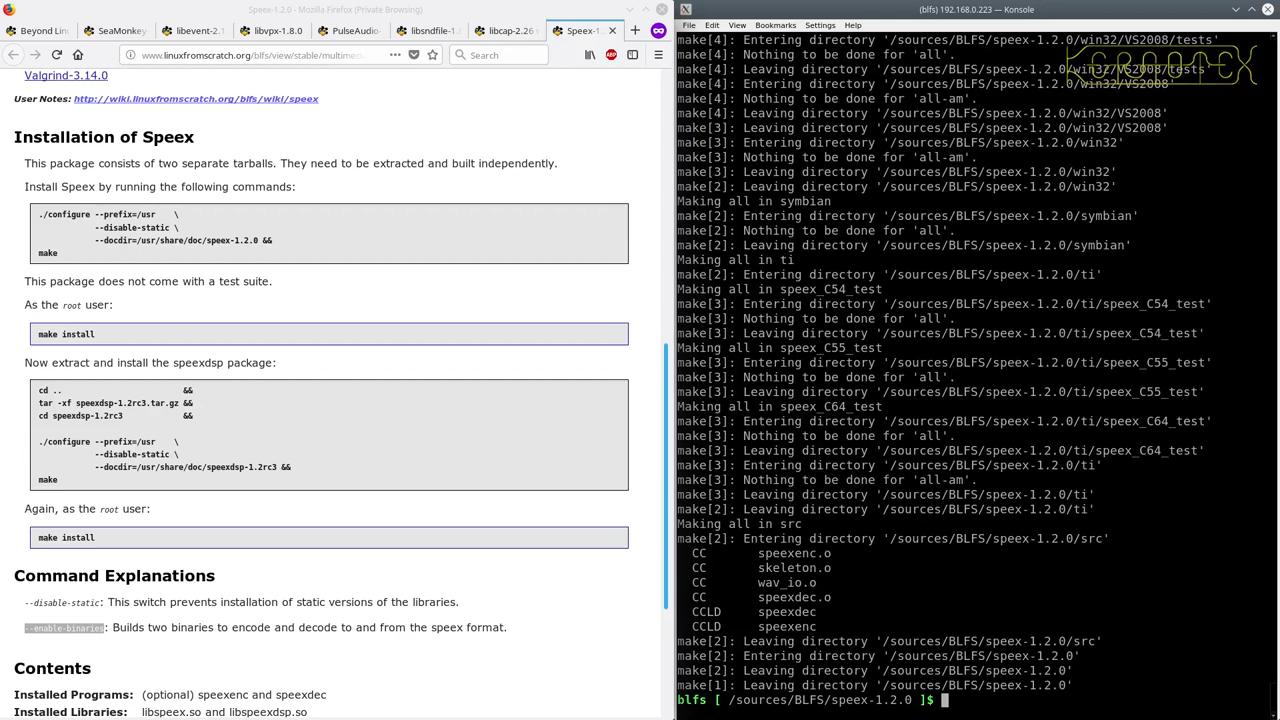 Speex-1.2.0 - Mozilla Firefox (Private Browsing)
Beyond Linu
SeaMonkey
libevent-2.1
libvpx-1.8.0
PulseAudio-
libsndfile-1
libcap-2.26 w
Speex-1.
www.linuxfromscratch.org/blfs/view/stable/multimed
Search
Valgrind-3.14.0
User Notes: http://wiki.linuxfromscratch.org/blfs/wiki/speex
Installation of Speex
This package consists of two separate tarballs. They need to be extracted and built independently.
Install Speex by running the following commands:
./configure --prefix=/usr \
--disable-static \
--docdir=/usr/share/doc/speex-1.2.0 &&
make
This package does not come with a test suite.
As the root user:
make install
Now extract and install the speexdsp package:
cd .. &&
tar -xf speexdsp-1.2rc3.tar.gz &&
cd speexdsp-1.2rc3 &&
./configure --prefix=/usr \
--disable-static \
--docdir=/usr/share/doc/speexdsp-1.2rc3 &&
make
Again, as the root user:
make install
Command Explanations
--disable-static: This switch prevents installation of static versions of the libraries.
--enable-binaries: Builds two binaries to encode and decode to and from the speex format.
Contents
Installed Programs: (optional) speexenc and speexdec
Installed Libraries: libspeex.so and libspeexdsp.so
(blfs) 192.168.0.223 — Konsole
File Edit View Bookmarks Settings Help
make[4]: Entering directory '/sources/BLFS/speex-1.2.0/win32/VS2008/tests'
make[4]: Nothing to be done for 'all'.
make[4]: Leaving directory '/sources/BLFS/speex-1.2.0/win32/VS2008/tests'
make[4]: Entering directory '/sources/BLFS/speex-1.2.0/win32/VS2008'
make[4]: Nothing to be done for 'all-am'.
make[4]: Leaving directory '/sources/BLFS/speex-1.2.0/win32/VS2008'
make[3]: Leaving directory '/sources/BLFS/speex-1.2.0/win32/VS2008'
make[3]: Entering directory '/sources/BLFS/speex-1.2.0/win32'
make[3]: Nothing to be done for 'all-am'.
make[3]: Leaving directory '/sources/BLFS/speex-1.2.0/win32'
make[2]: Leaving directory '/sources/BLFS/speex-1.2.0/win32'
Making all in symbian
make[2]: Entering directory '/sources/BLFS/speex-1.2.0/symbian'
make[2]: Nothing to be done for 'all'.
make[2]: Leaving directory '/sources/BLFS/speex-1.2.0/symbian'
Making all in ti
make[2]: Entering directory '/sources/BLFS/speex-1.2.0/ti'
Making all in speex_C54_test
make[3]: Entering directory '/sources/BLFS/speex-1.2.0/ti/speex_C54_test'
make[3]: Nothing to be done for 'all'.
make[3]: Leaving directory '/sources/BLFS/speex-1.2.0/ti/speex_C54_test'
Making all in speex_C55_test
make[3]: Entering directory '/sources/BLFS/speex-1.2.0/ti/speex_C55_test'
make[3]: Nothing to be done for 'all'.
make[3]: Leaving directory '/sources/BLFS/speex-1.2.0/ti/speex_C55_test'
Making all in speex_C64_test
make[3]: Entering directory '/sources/BLFS/speex-1.2.0/ti/speex_C64_test'
make[3]: Nothing to be done for 'all'.
make[3]: Leaving directory '/sources/BLFS/speex-1.2.0/ti/speex_C64_test'
make[3]: Entering directory '/sources/BLFS/speex-1.2.0/ti'
make[3]: Nothing to be done for 'all-am'.
make[3]: Leaving directory '/sources/BLFS/speex-1.2.0/ti'
make[2]: Leaving directory '/sources/BLFS/speex-1.2.0/ti'
Making all in src
make[2]: Entering directory '/sources/BLFS/speex-1.2.0/src'
CC speexenc.o
CC skeleton.o
CC wav_io.o
CC speexdec.o
CCLD speexdec
CCLD speexenc
make[2]: Leaving directory '/sources/BLFS/speex-1.2.0/src'
make[2]: Entering directory '/sources/BLFS/speex-1.2.0'
make[2]: Leaving directory '/sources/BLFS/speex-1.2.0'
make[1]: Leaving directory '/sources/BLFS/speex-1.2.0'
blfs [ /sources/BLFS/speex-1.2.0 ]$